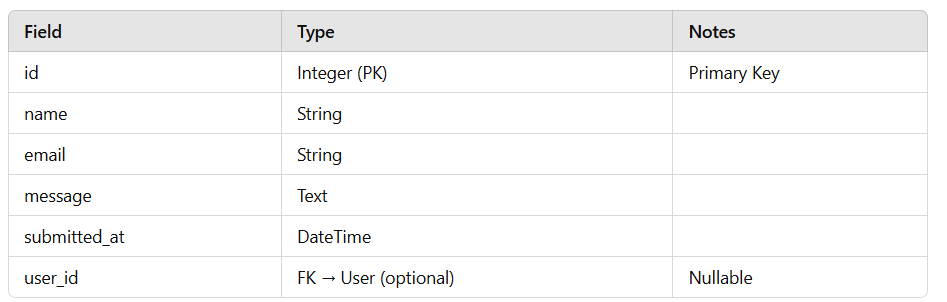 Field Type Notes
id Integer (PK) Primary Key
name String
email String
message Text
submitted_at DateTime
user_id FK → User (optional) Nullable